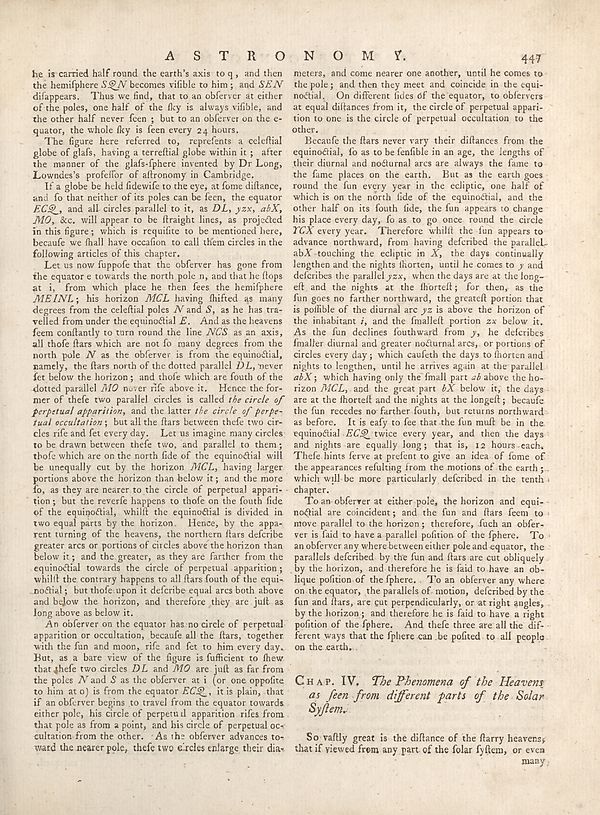 ASTRONOMY. 447
he is carried half round the earth's axis to q, and then
the hemiſphere SQN becomes viſible to him; and SEN
diſappears. Thus we find, that to an obſerver at either
of the poles, one half of the ſky is always viſible, and
the other half never ſeen; but to an obſerver on the e-
quator, the whole ſky is ſeen every 24 hours.
The figure here referred to, repreſents a celeſtial
globe of glaſs, having a terreſtial globe within it; after
the manner of the glaſs-ſphere invented by Dr Long,
Lowndes's profeſſor of aſtronomy in Cambridge.
If a globe be held ſidewiſe to the eye, at ſome diſtance,
and ſo that neither of its poles can be ſeen, the equator
ECQ, and all circles parallel to it, as DL, yzx, abX,
MO, &c. will appear to be ſtraight lines, as projected
in this figure; which is requiſite to be mentioned here,
becauſe we ſhall have occaſion to call them circles in the
following articles of this chapter.
Let us now ſuppoſe that the obſerver has gone from
the equator e towards the north pole n, and that he ſtops
at i, from which place he then ſees the hemiſphere
MEINL; his horizon MCL having ſhifted as many
degrees from the celeſtial poles N and S, as he has tra-
velled from under the equinoctial E. And as the heavens
ſeem conſtantly to turn round the line NCS as an axis,
all thoſe ſtars which are not ſo many degrees from the
north pole N as the obſerver is from the equinoctial,
namely, the ſtars north of the dotted parallel DL, never
ſet below the horizon; and thoſe which are ſouth of the
dotted parallel MO never riſe above it. Hence the for-
mer of theſe two parallel circles is called the circle of
perpetual apparition, and the latter the circle of perpe-
tual occultation; but all the ſtars between theſe two cir-
cles riſe and ſet every day. Let us imagine many circles
to be drawn between theſe two, and parallel to them;
thoſe which are on the north ſide of the equinoctial will
be unequally cut by the horizon MCL, having larger
portions above the horizon than below it; and the more
ſo, as they are nearer to the circle of perpetual appari-
tion; but the reverſe happens to thoſe on the ſouth ſide
of the equinoctial, whilſt the equinoctial is divided in
two equal parts by the horizon. Hence, by the appa-
rent turning of the heavens, the northern ſtars deſcribe
greater arcs or portions of circles above the horizon than
below it; and the greater, as they are farther from the
equinoctial towards the circle of perpetual apparition;
whilſt the contrary happens to all ſtars ſouth of the equi-
noctial; but thoſe upon it deſcribe equal arcs both above
and below the horizon, and therefore they are juſt as
long above as below it.
An obſerver on the equator has no circle of perpetual
apparition or occultation, becauſe all the ſtars, together
with the ſun and moon, riſe and ſet to him every day.
But, as a bare view of the figure is ſufficient to ſhew
that theſe two circles DL and MO are juſt as far from
the poles N and S as the obſerver at i (or one oppoſite
to him at o) is from the equator ECQ, it is plain, that
if an obſerver begins to travel from the equator towards
either pole, his circle of perpetual apparition riſes from
that pole as from a point, and his circle of perpetual oc-
cultation from the other. As the obſerver advances to-
ward the nearer pole, theſe two circles enlarge their dia-
meters, and come nearer one another, until he comes to
the pole; and then they meet and coincide in the equi-
noctial. On different ſides of the equator, to obſervers
at equal diſtances from it, the circle of perpetual appari-
tion to one is the circle of perpetual occultation to the
other.
Becauſe the ſtars never vary their diſtances from the
equinoctial, ſo as to be ſenſible in an age, the lengths of
their diurnal and nocturnal arcs are always the ſame to
the ſame places on the earth. But as the earth goes
round the ſun every year in the ecliptic, one half of
which is on the north ſide of the equinoctial, and the
other half on its ſouth ſide, the ſun appears to change
his place every day, ſo as to go once round the circle
YCX every year. Therefore whilſt the ſun appears to
advance northward, from having deſcribed the parallel
abX touching the ecliptic in X, the days continually
lengthen and the nights ſhorten, until he comes to y and
deſcribes the parallel yzx, when the days are at the long-
eſt and the nights at the ſhorteſt; for then, as the
ſun goes no farther northward, the greateſt portion that
is poſſible of the diurnal arc yz is above the horizon of
the inhabitant i, and the ſmalleſt portion zx below it.
As the ſun declines ſouthward from y, he deſcribes
ſmaller diurnal and greater nocturnal arcs, or portions of
circles every day; which cauſeth the days to ſhorten and
nights to lengthen, until he arrives again at the parallel
abX; which having only the ſmall part ab above the ho-
rizon MCL, and the great part bX below it, the days
are at the ſhorteſt and the nights at the longeſt; becauſe
the ſun recedes no farther ſouth, but returns northward
as before. It is eaſy to ſee that the ſun muſt be in the
equinoctial ECQ twice every year, and then the days
and nights are equally long; that is, 12 hours each.
Theſe hints ſerve at preſent to give an idea of ſome of
the appearances reſulting from the motions of the earth;
which will be more particularly deſcribed in the tenth
chapter.
To an obſerver at either pole, the horizon and equi-
noctial are coincident; and the ſun and ſtars ſeem to
move parallel to the horizon; therefore, ſuch an obſer-
ver is ſaid to have a parallel poſition of the ſphere. To
an obſerver any where between either pole and equator, the
parallels deſcribed by the ſun and ſtars are cut obliquely
by the horizon, and therefore he is ſaid to have an ob-
lique poſition of the ſphere. To an obſerver any where
on the equator, the parallels of motion, deſcribed by the
ſun and ſtars, are cut perpendicularly, or at right angles,
by the horizon; and therefore he is ſaid to have a right
poſition of the ſphere. And theſe three are all the dif-
ferent ways that the ſphere can be poſited to all people
on the earth.
CHAP. IV. The Phenomena of the Heavens
as ſeen from different parts of the Solar
Syſtem.
So vaſtly great is the diſtance of the ſtarry heavens,
that if viewed from any part of the ſolar ſyſtem, or even
many